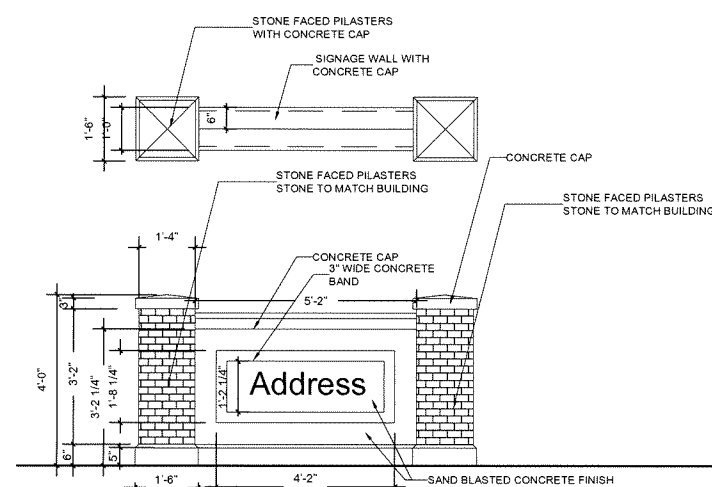 STONE FACED PILASTERS
WITH CONCRETE CAP
SIGNAGE WALL WITH
CONCRETE CAP
1'-6"
1'-0"
6"
CONCRETE CAP
STONE FACED PILASTERS
STONE TO MATCH BUILDING
STONE FACED PILASTERS
STONE TO MATCH BUILDING
1'-4"
CONCRETE CAP
3" WIDE CONCRETE
BAND
5'-2"
3"
4'-0"
3'-2"
3'-2 1/4"
1'-8 1/4"
1'-2 1/4"
Address
6"
5"
1'-6"
4'-2"
SAND BLASTED CONCRETE FINISH